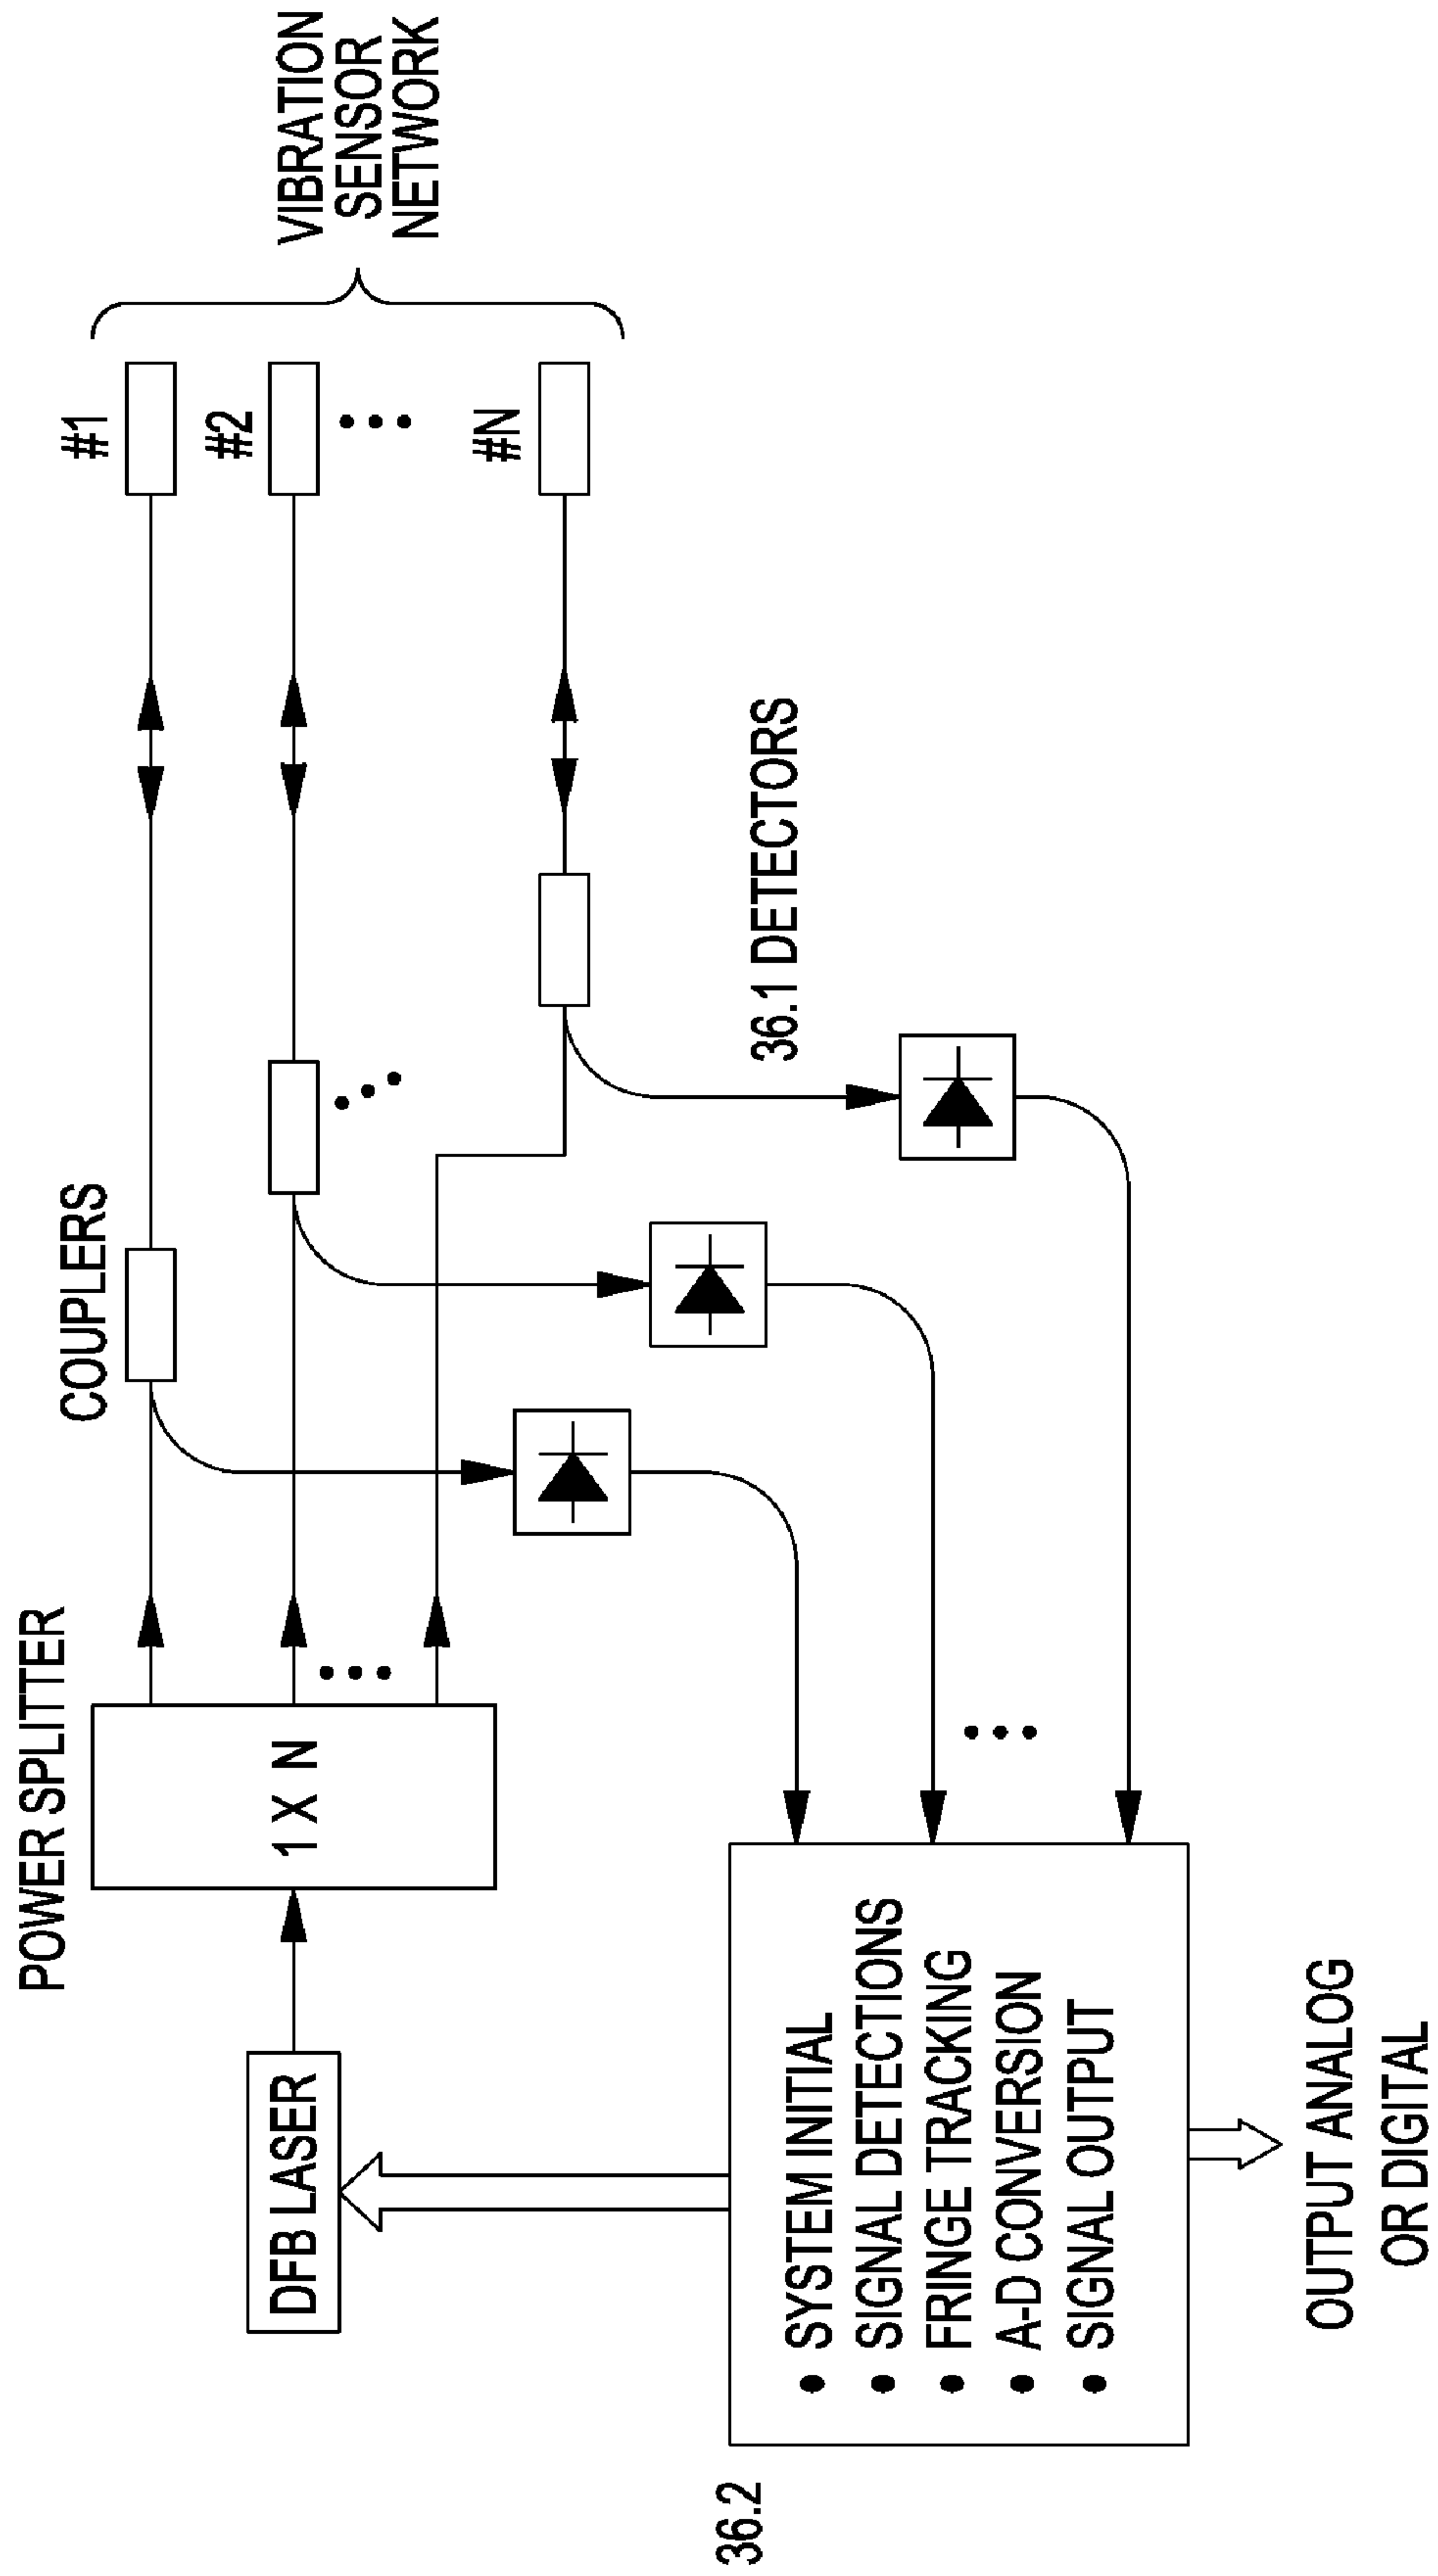 POWER SPLITTER
COUPLERS
#1
#2
#N
VIBRATION
SENSOR
NETWORK
DFB LASER
1 X N
36.1 DETECTORS
36.2
• SYSTEM INITIAL
• SIGNAL DETECTIONS
• FRINGE TRACKING
• A-D CONVERSION
• SIGNAL OUTPUT
OUTPUT ANALOG
OR DIGITAL